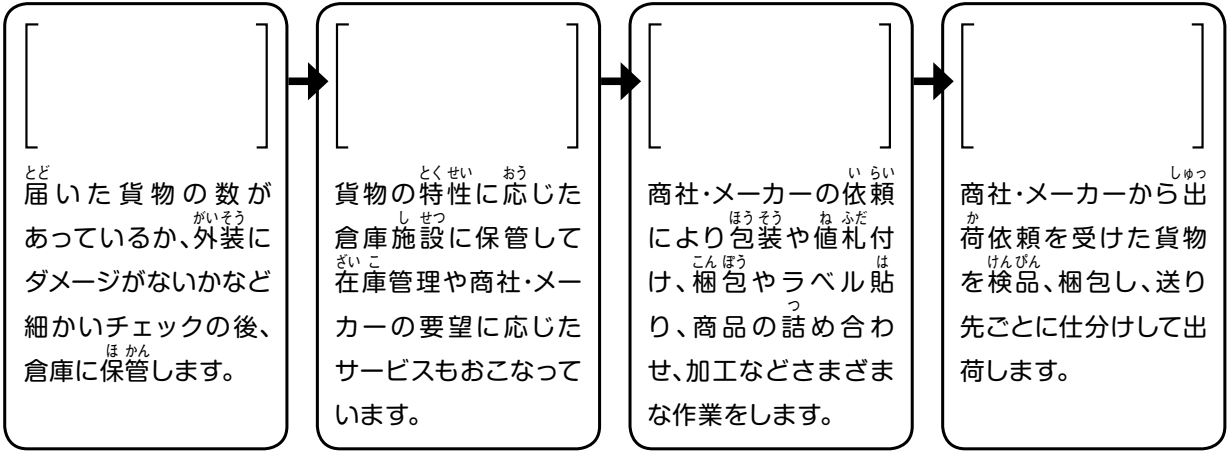 届いた貨物の数が
あっているか、外装に
ダメージがないかなど
細かいチェックの後、
倉庫に保管します。
貨物の特性に応じた
倉庫施設に保管して
在庫管理や商社・メー
カーの要望に応じた
サービスもおこなって
います。
商社・メーカーの依頼
により包装や値札付
け、梱包やラベル貼
り、商品の詰め合わ
せ、加工などさまざま
な作業をします。
商社・メーカーから出
荷依頼を受けた貨物
を検品、梱包し、送り
先ごとに仕分けして出
荷します。